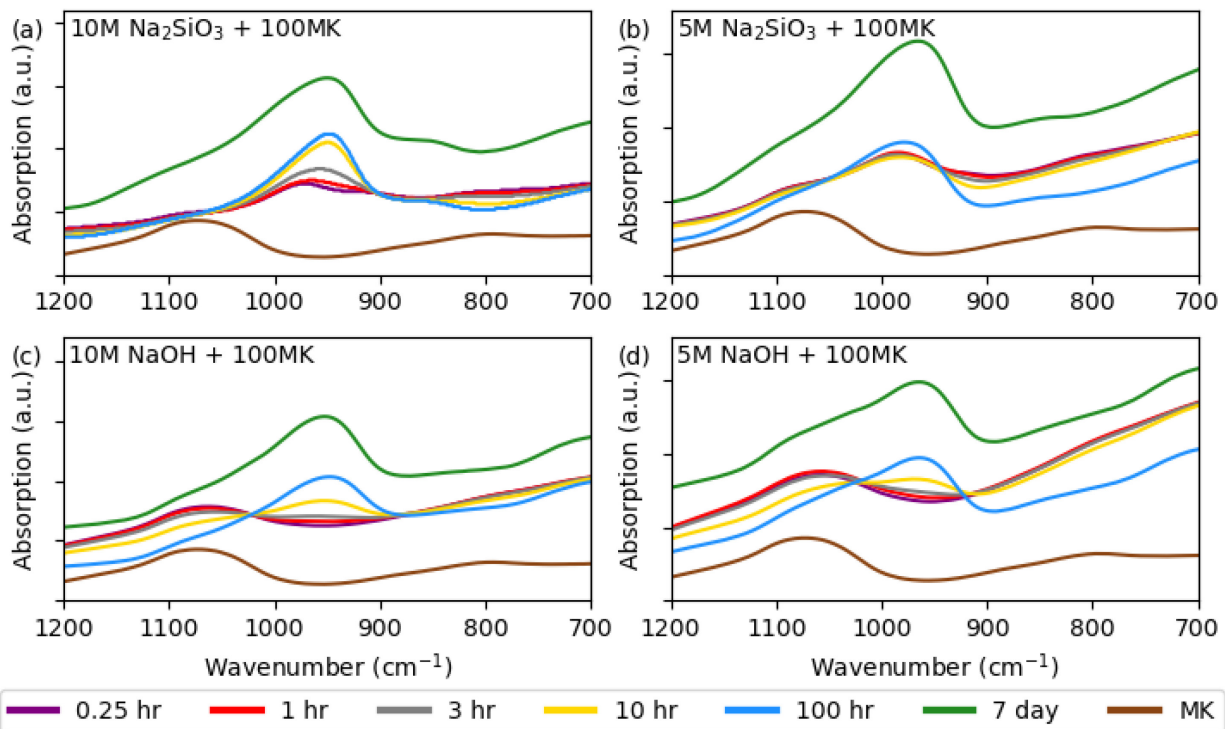 (a) 10M Na₂SiO₃ + 100MK
Absorption (a.u.)
1200 1100 1000 900 800 700
(b) 5M Na₂SiO₃ + 100MK
Absorption (a.u.)
1200 1100 1000 900 800 700
(c) 10M NaOH + 100MK
Absorption (a.u.)
1200 1100 1000 900 800 700
Wavenumber (cm⁻¹)
(d) 5M NaOH + 100MK
Absorption (a.u.)
1200 1100 1000 900 800 700
Wavenumber (cm⁻¹)
0.25 hr 1 hr 3 hr 10 hr 100 hr 7 day MK